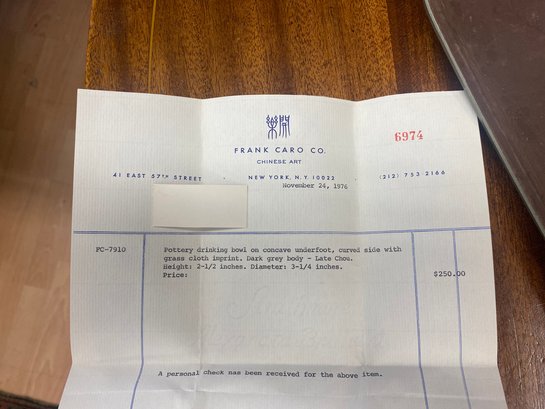 6974
FRANK CARO CO.
CHINESE ART
41 EAST 57TH STREET NEW YORK, N.Y. 10022 (212) 753 2166
November 24, 1976
FC-7910 Pottery drinking bowl on concave underfoot, curved side with
grass cloth imprint. Dark grey body - Late Chou.
Height: 2-1/2 inches. Diameter: 3-1/4 inches.
Price: $250.00
A personal check has been received for the above item.